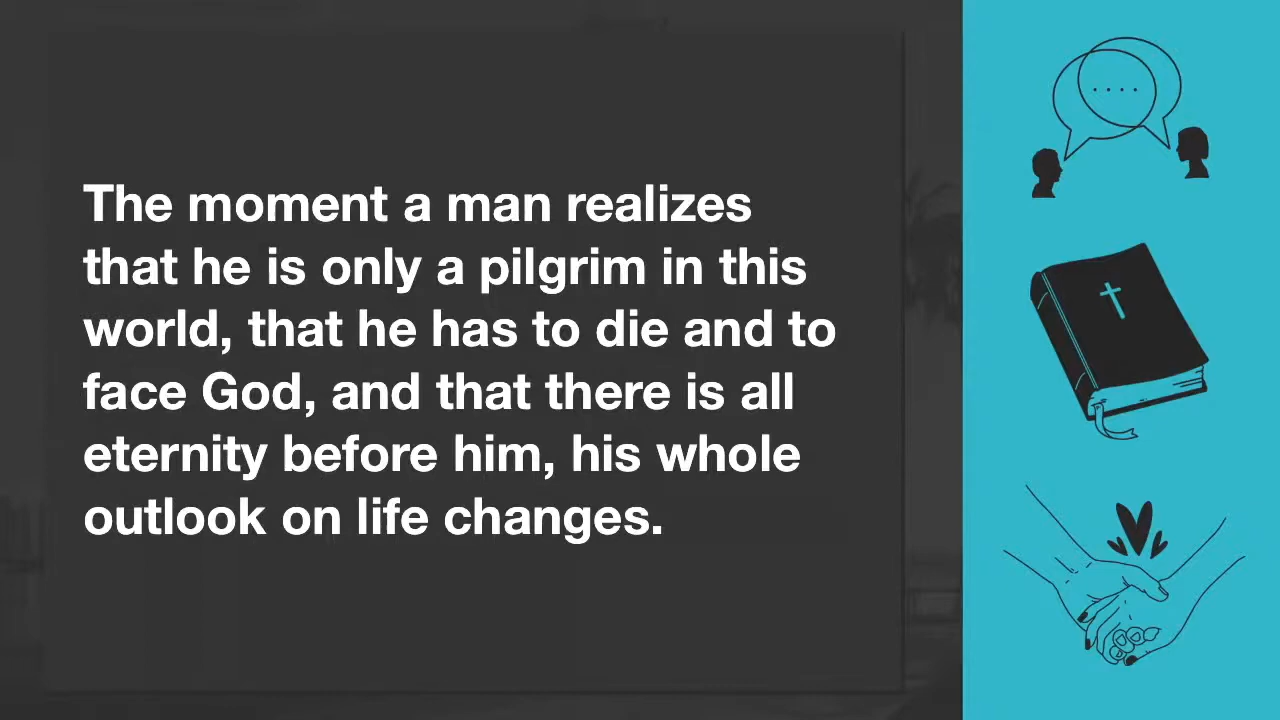 The moment a man realizes
that he is only a pilgrim in this
world, that he has to die and to
face God, and that there is all
eternity before him, his whole
outlook on life changes.